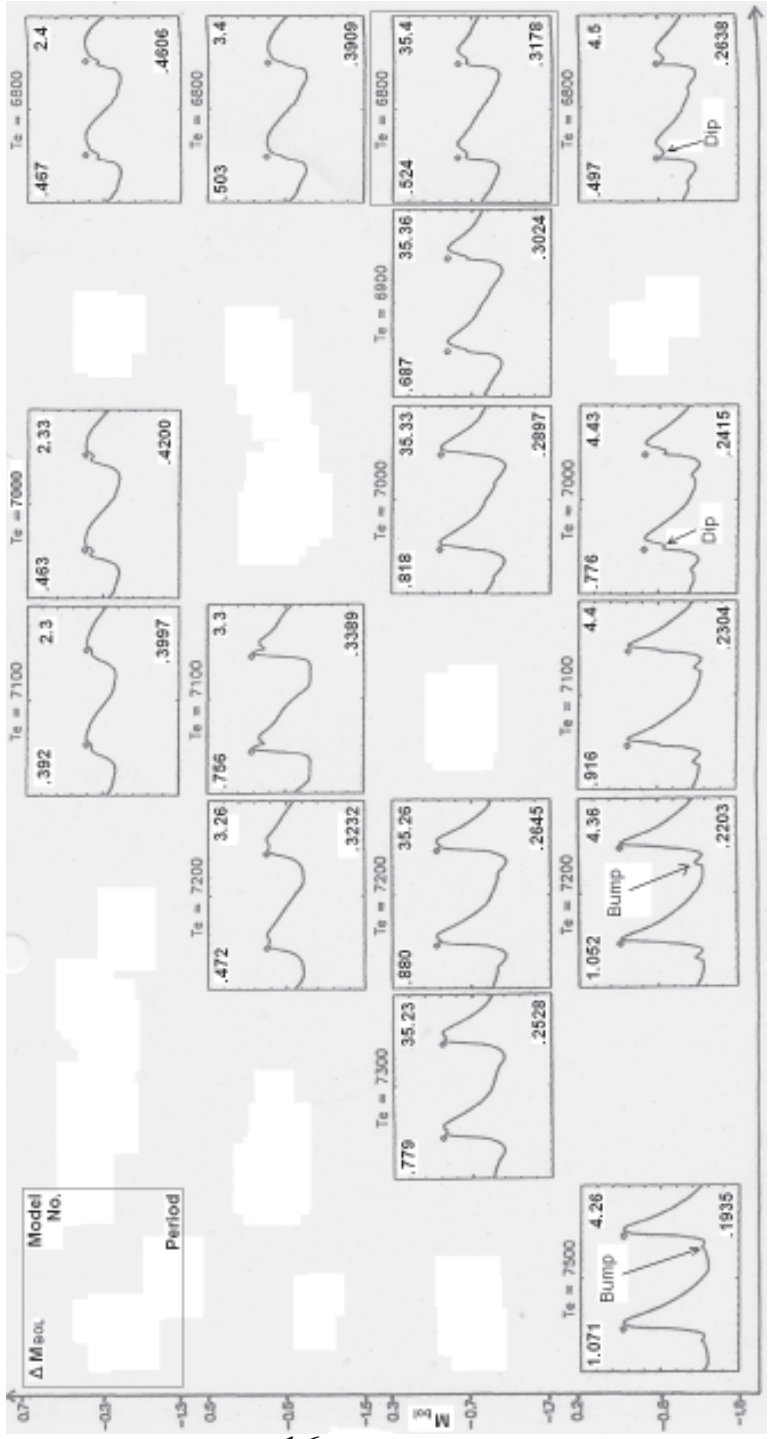 Δ M BOL Model No.
Period
Te = 7100
.392 2.3
.3997
Te = 7000
.463 2.33
.4200
Te = 6800
.467 2.4
.4606
0.7
-0.3
-1.3
Te = 7200
.472 3.26
.3232
Te = 7100
.756 3.3
.3389
Te = 6800
.503 3.4
.3909
0.5
-0.5
-1.5
Te = 7300
.779 35.23
.2528
Te = 7200
.880 35.26
.2645
Te = 7000
.818 35.33
.2897
Te = 6900
.687 35.36
.3024
Te = 6800
.524 35.4
.3178
0.3
M
-0.7
-1.7
Te = 7500
1.071 4.26
Bump
.1935
Te = 7200
1.052 4.36
Bump
.2203
Te = 7100
.916 4.4
.2304
Te = 7000
.776 4.43
Dip
.2415
Te = 6800
.497 4.5
Dip
.2638
0.2
-0.8
-1.8